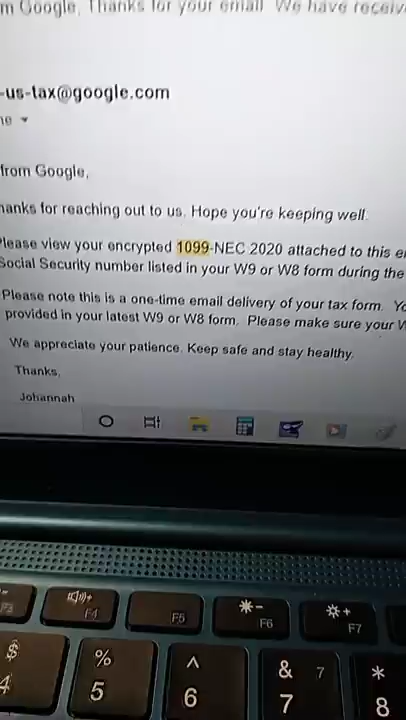 m Google, Thanks for your email. We have receive
-us-tax@google.com
me
from Google,
hanks for reaching out to us. Hope you're keeping well.
Please view your encrypted 1099-NEC 2020 attached to this e
Social Security number listed in your W9 or W8 form during the
Please note this is a one-time email delivery of your tax form. Yo
provided in your latest W9 or W8 form. Please make sure your W
We appreciate your patience. Keep safe and stay healthy.
Thanks,
Johannah
F3 F4 F5 F6 F7
$ % ^ & 7 *
4 5 6 7 8